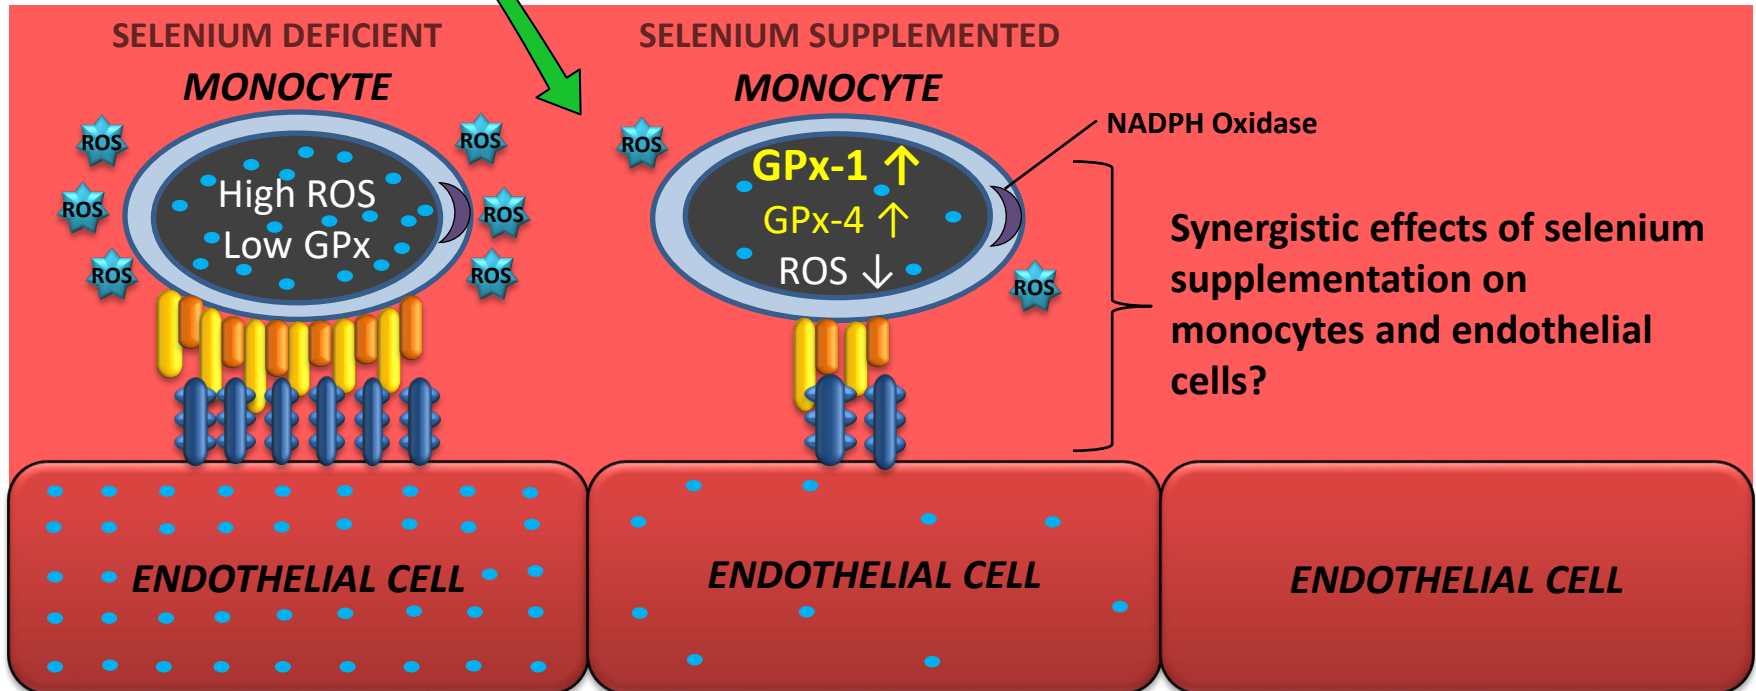 SELENIUM DEFICIENT
MONOCYTE
ROS
ROS
ROS
ROS
ROS
ROS
High ROS
Low GPx
SELENIUM SUPPLEMENTED
MONOCYTE
ROS
GPx-1 ↑
GPx-4 ↑
ROS ↓
ROS
NADPH Oxidase
Synergistic effects of selenium
supplementation on
monocytes and endothelial
cells?
ENDOTHELIAL CELL
ENDOTHELIAL CELL
ENDOTHELIAL CELL